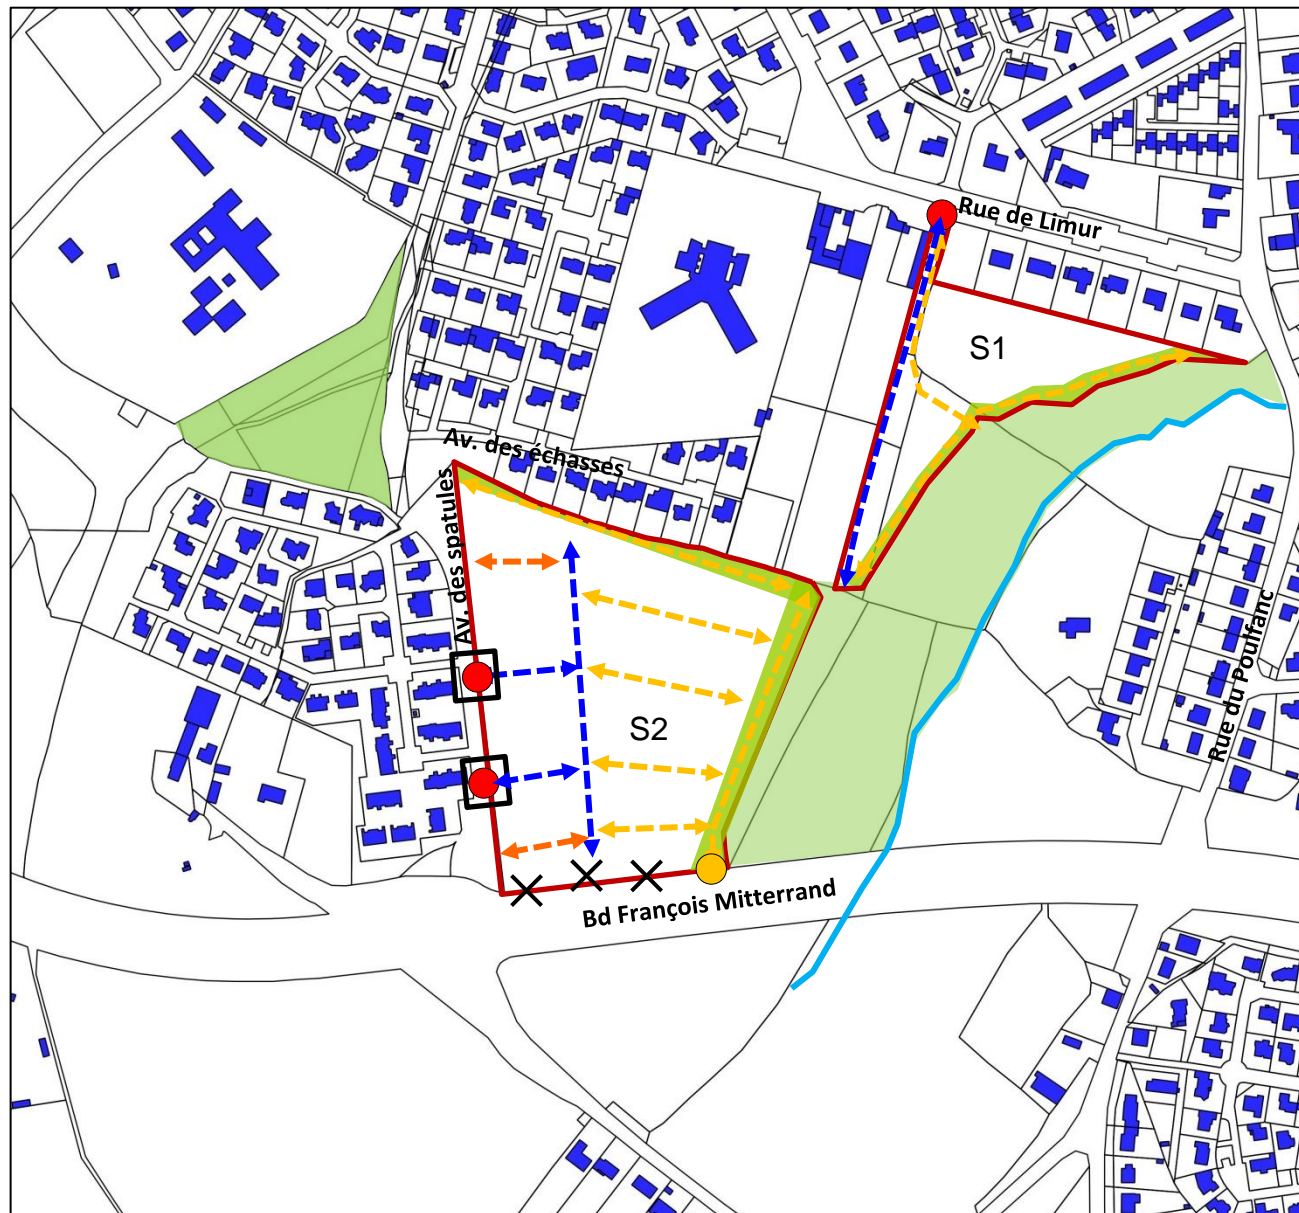 Rue de Limur
S1
Av. des échasses
Av. des spatules
Rue du Poulfanc
S2
Bd François Mitterrand